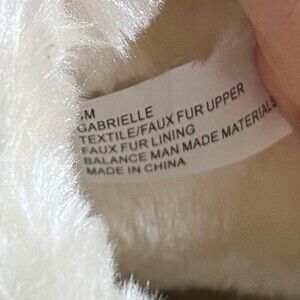 M
GABRIELLE
TEXTILE/FAUX FUR UPPER
FAUX FUR LINING
BALANCE MAN MADE MATERIALS
MADE IN CHINA